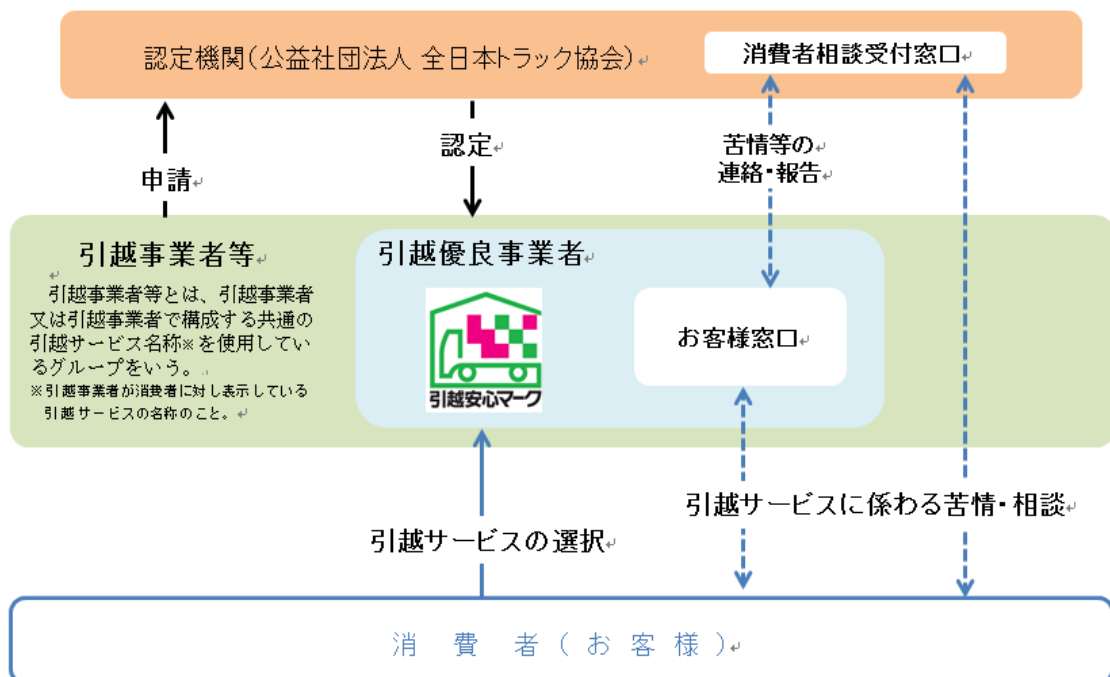 認定機関(公益社団法人 全日本トラック協会)↵
消費者相談受付窓口↵
申請↵
認定↵
苦情等の↵
連絡・報告↵
引越事業者等↵
↵
引越事業者等とは、引越事業者
又は引越事業者で構成する共通の
引越サービス名称※を使用してい
るグループをいう。
※引越事業者が消費者に対し表示している
引越サービスの名称のこと。↵
引越優良事業者↵
引越安心マーク
お客様窓口↵
引越サービスの選択↵
引越サービスに係わる苦情・相談↵
消 費 者 ( お 客 様 )↵